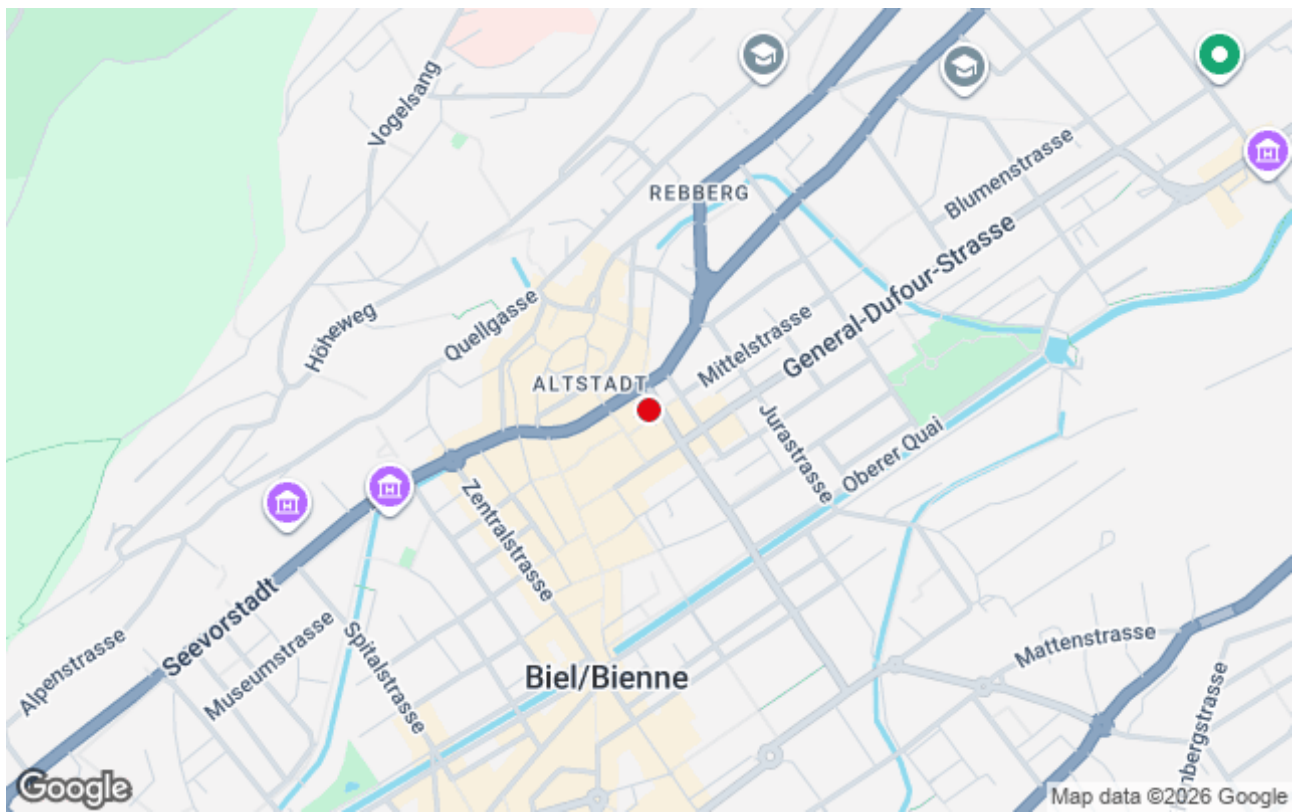 Vogelsang
REBBERG
Blumenstrasse
General-Dufour-Strasse
Höheweg
Quellgasse
Mittelstrasse
ALTSTADT
Jurastrasse
Oberer Quai
Zentralstrasse
Seevorstadt
Museumstrasse
Spitalstrasse
Alpenstrasse
Biel/Bienne
Mattenstrasse
nbergstrasse
Google
Map data ©2026 Google